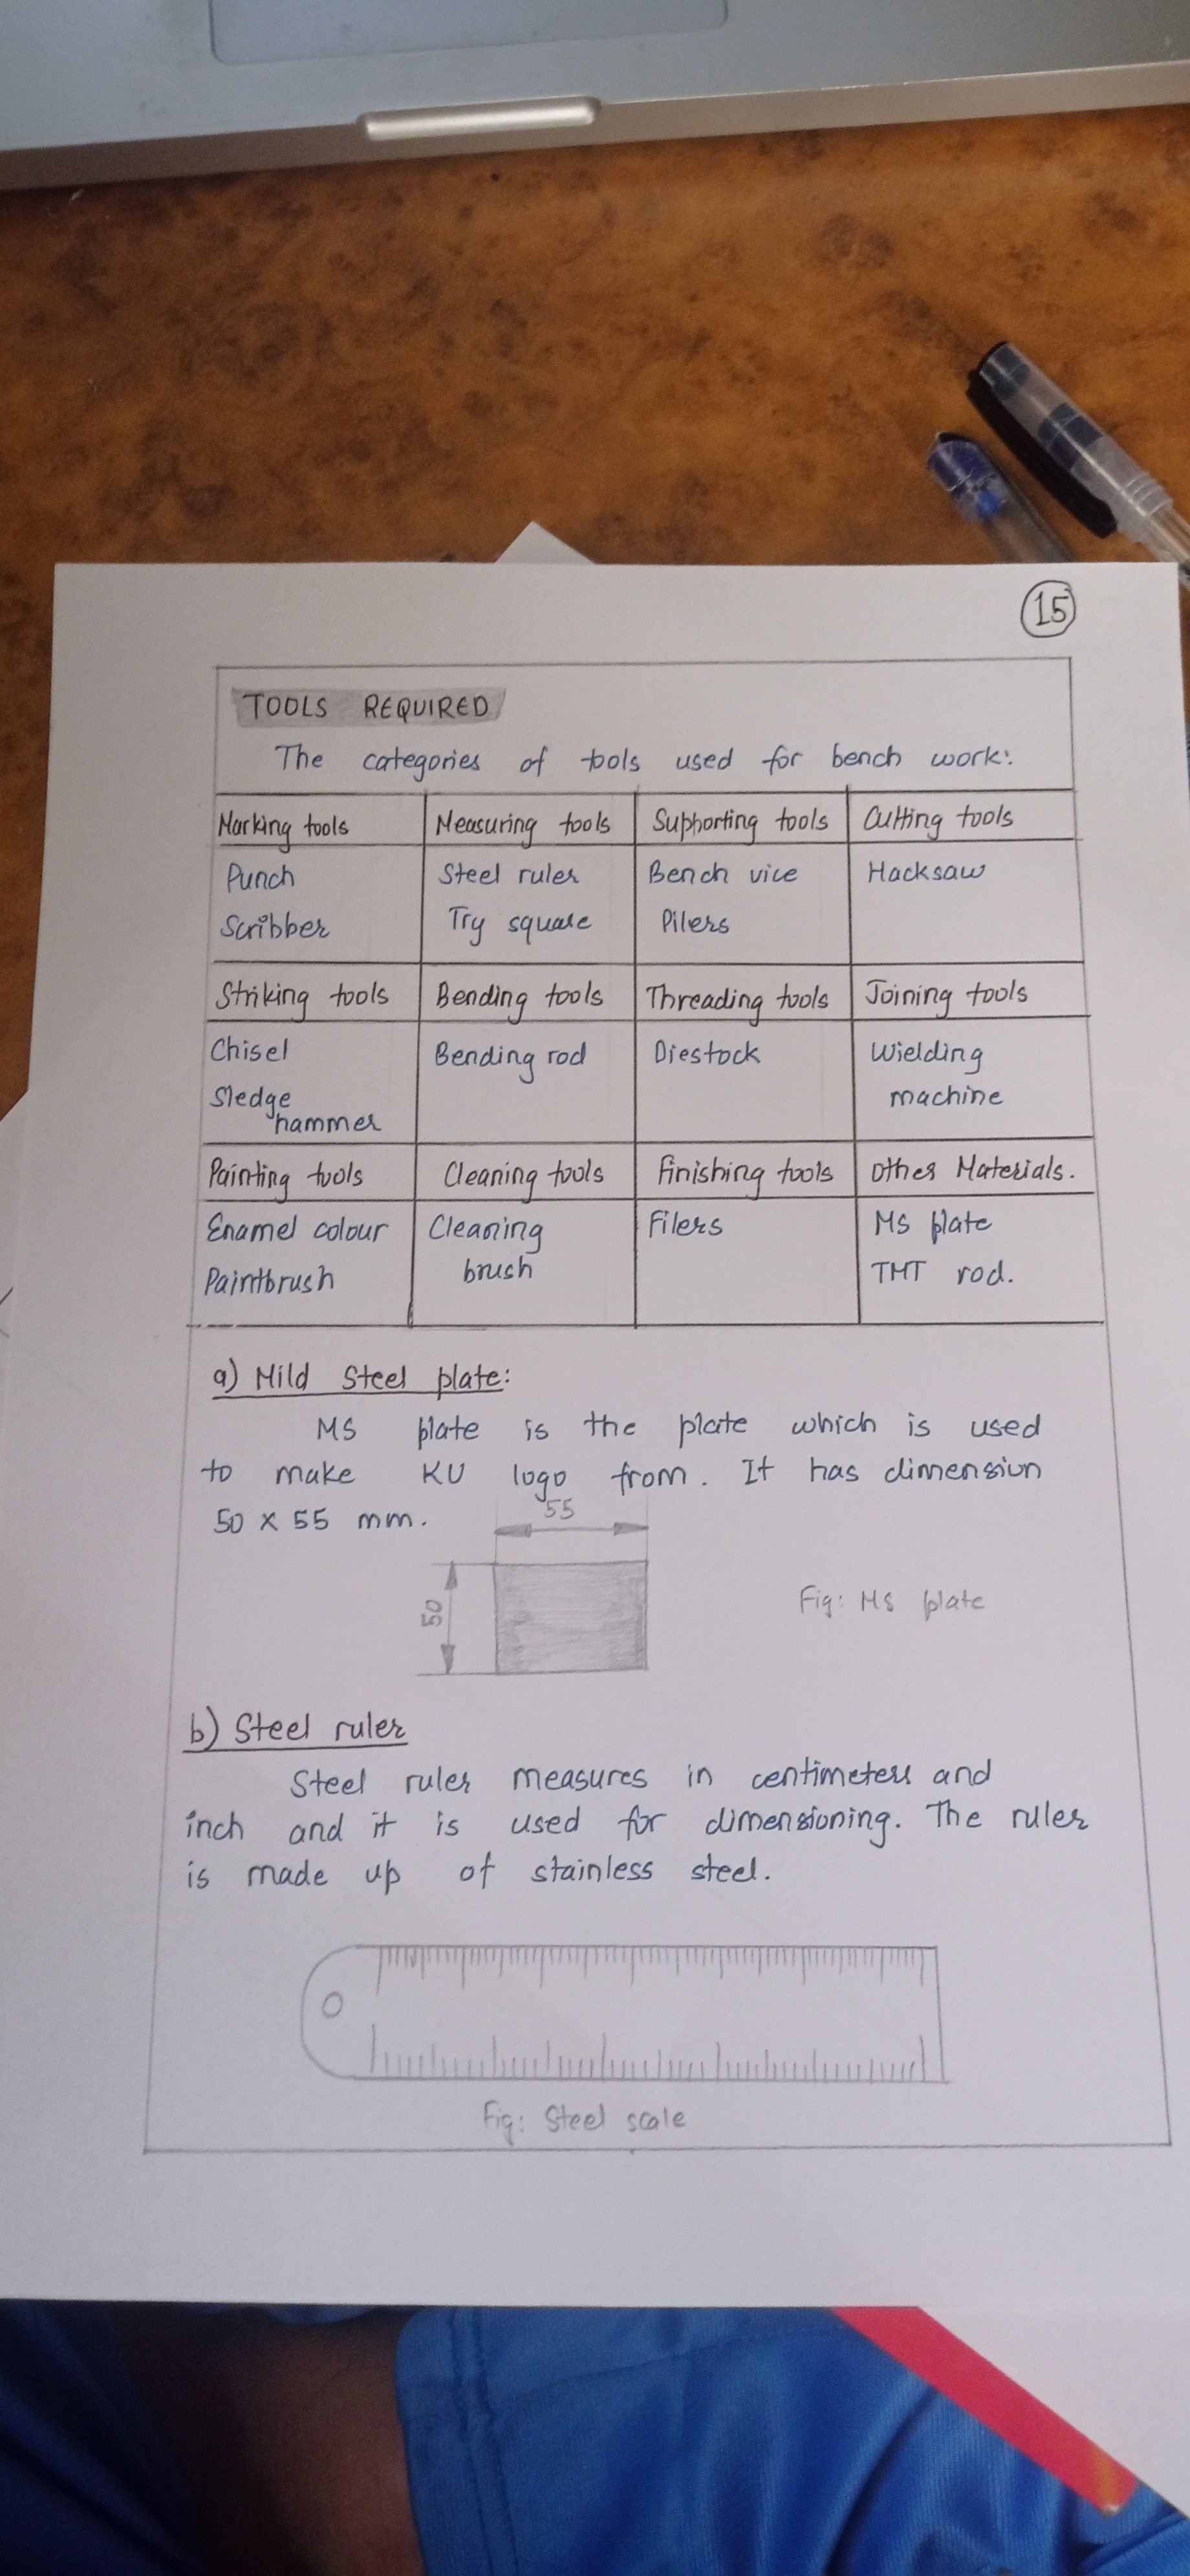 15
TOOLS REQUIRED
The categories of tools used for bench work:
Marking tools Measuring tools Supporting tools Cutting tools
Punch Steel ruler Bench vice Hacksaw
Scribber Try square Pilers
Striking tools Bending tools Threading tools Joining tools
Chisel Bending rod Diestock Wielding
Sledge machine
hammer
Painting tools Cleaning tools Finishing tools Other Materials.
Enamel colour Cleaning Filers MS plate
Paintbrush brush TMT rod.
a) Mild Steel plate:
MS plate is the plate which is used
to make KU logo from. It has dimension
50 x 55 mm.
55
50
Fig: MS plate
b) Steel ruler
Steel ruler measures in centimeters and
inch and it is used for dimensioning. The ruler
is made up of stainless steel.
Fig: Steel scale